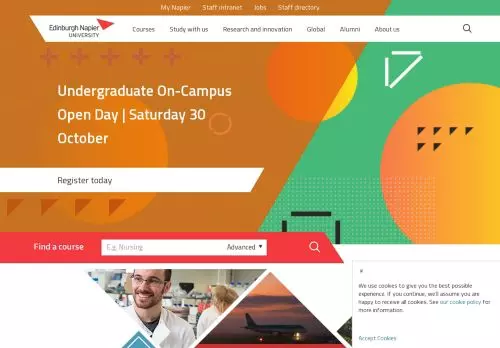 My Napier Staff intranet Jobs Staff directory
Edinburgh Napier
UNIVERSITY
Courses Study with us Research and innovation Global Alumni About us
Undergraduate On-Campus
Open Day | Saturday 30
October
Register today
Find a course E.g. Nursing Advanced
We use cookies to give you the best possible
experience. If you continue, we'll assume you are
happy to receive all cookies. See our cookie policy for
more information.
Accept Cookies